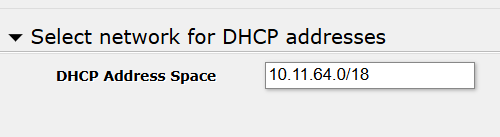 Select network for DHCP addresses
DHCP Address Space 10.11.64.0/18